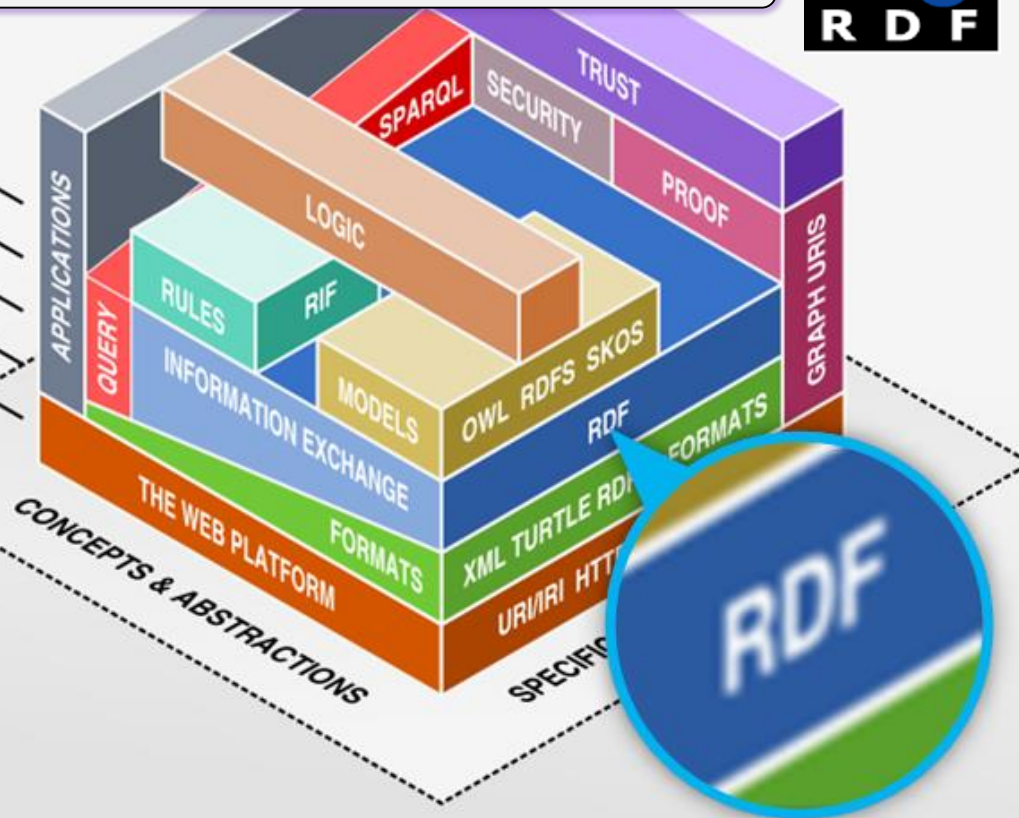 RDF
TRUST
SPARQL
SECURITY
PROOF
APPLICATIONS
LOGIC
GRAPH URIS
RULES
RIF
QUERY
INFORMATION EXCHANGE
MODELS
OWL RDFS SKOS
RDF
THE WEB PLATFORM
FORMATS
XML TURTLE RDF
FORMATS
URI/IRI
CONCEPTS & ABSTRACTIONS
RDF